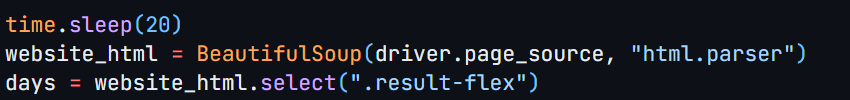 time.sleep(20)
website_html = BeautifulSoup(driver.page_source, "html.parser")
days = website_html.select(".result-flex")